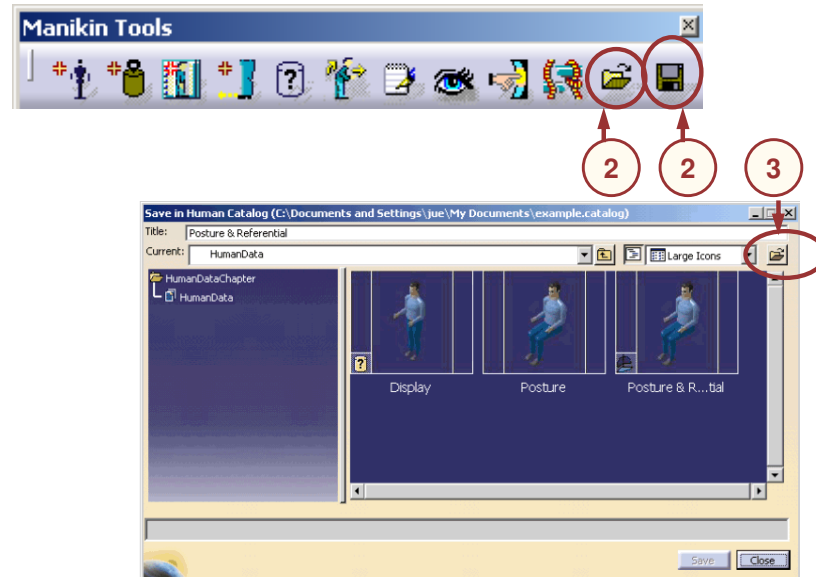 Manikin Tools
2 2 3
Save in Human Catalog (C:\Documents and Settings\jue\My Documents\example.catalog)
Title: Posture & Referential
Current: HumanData Large Icons
HumanDataChapter
HumanData
Display Posture Posture & R...tial
Save Close